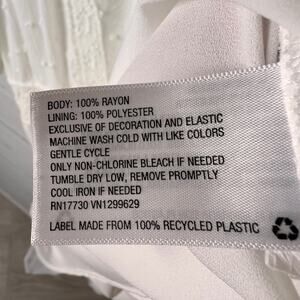 BODY: 100% RAYON
LINING: 100% POLYESTER
EXCLUSIVE OF DECORATION AND ELASTIC
MACHINE WASH COLD WITH LIKE COLORS
GENTLE CYCLE
ONLY NON-CHLORINE BLEACH IF NEEDED
TUMBLE DRY LOW, REMOVE PROMPTLY
COOL IRON IF NEEDED
RN17730 VN1299629
LABEL MADE FROM 100% RECYCLED PLASTIC